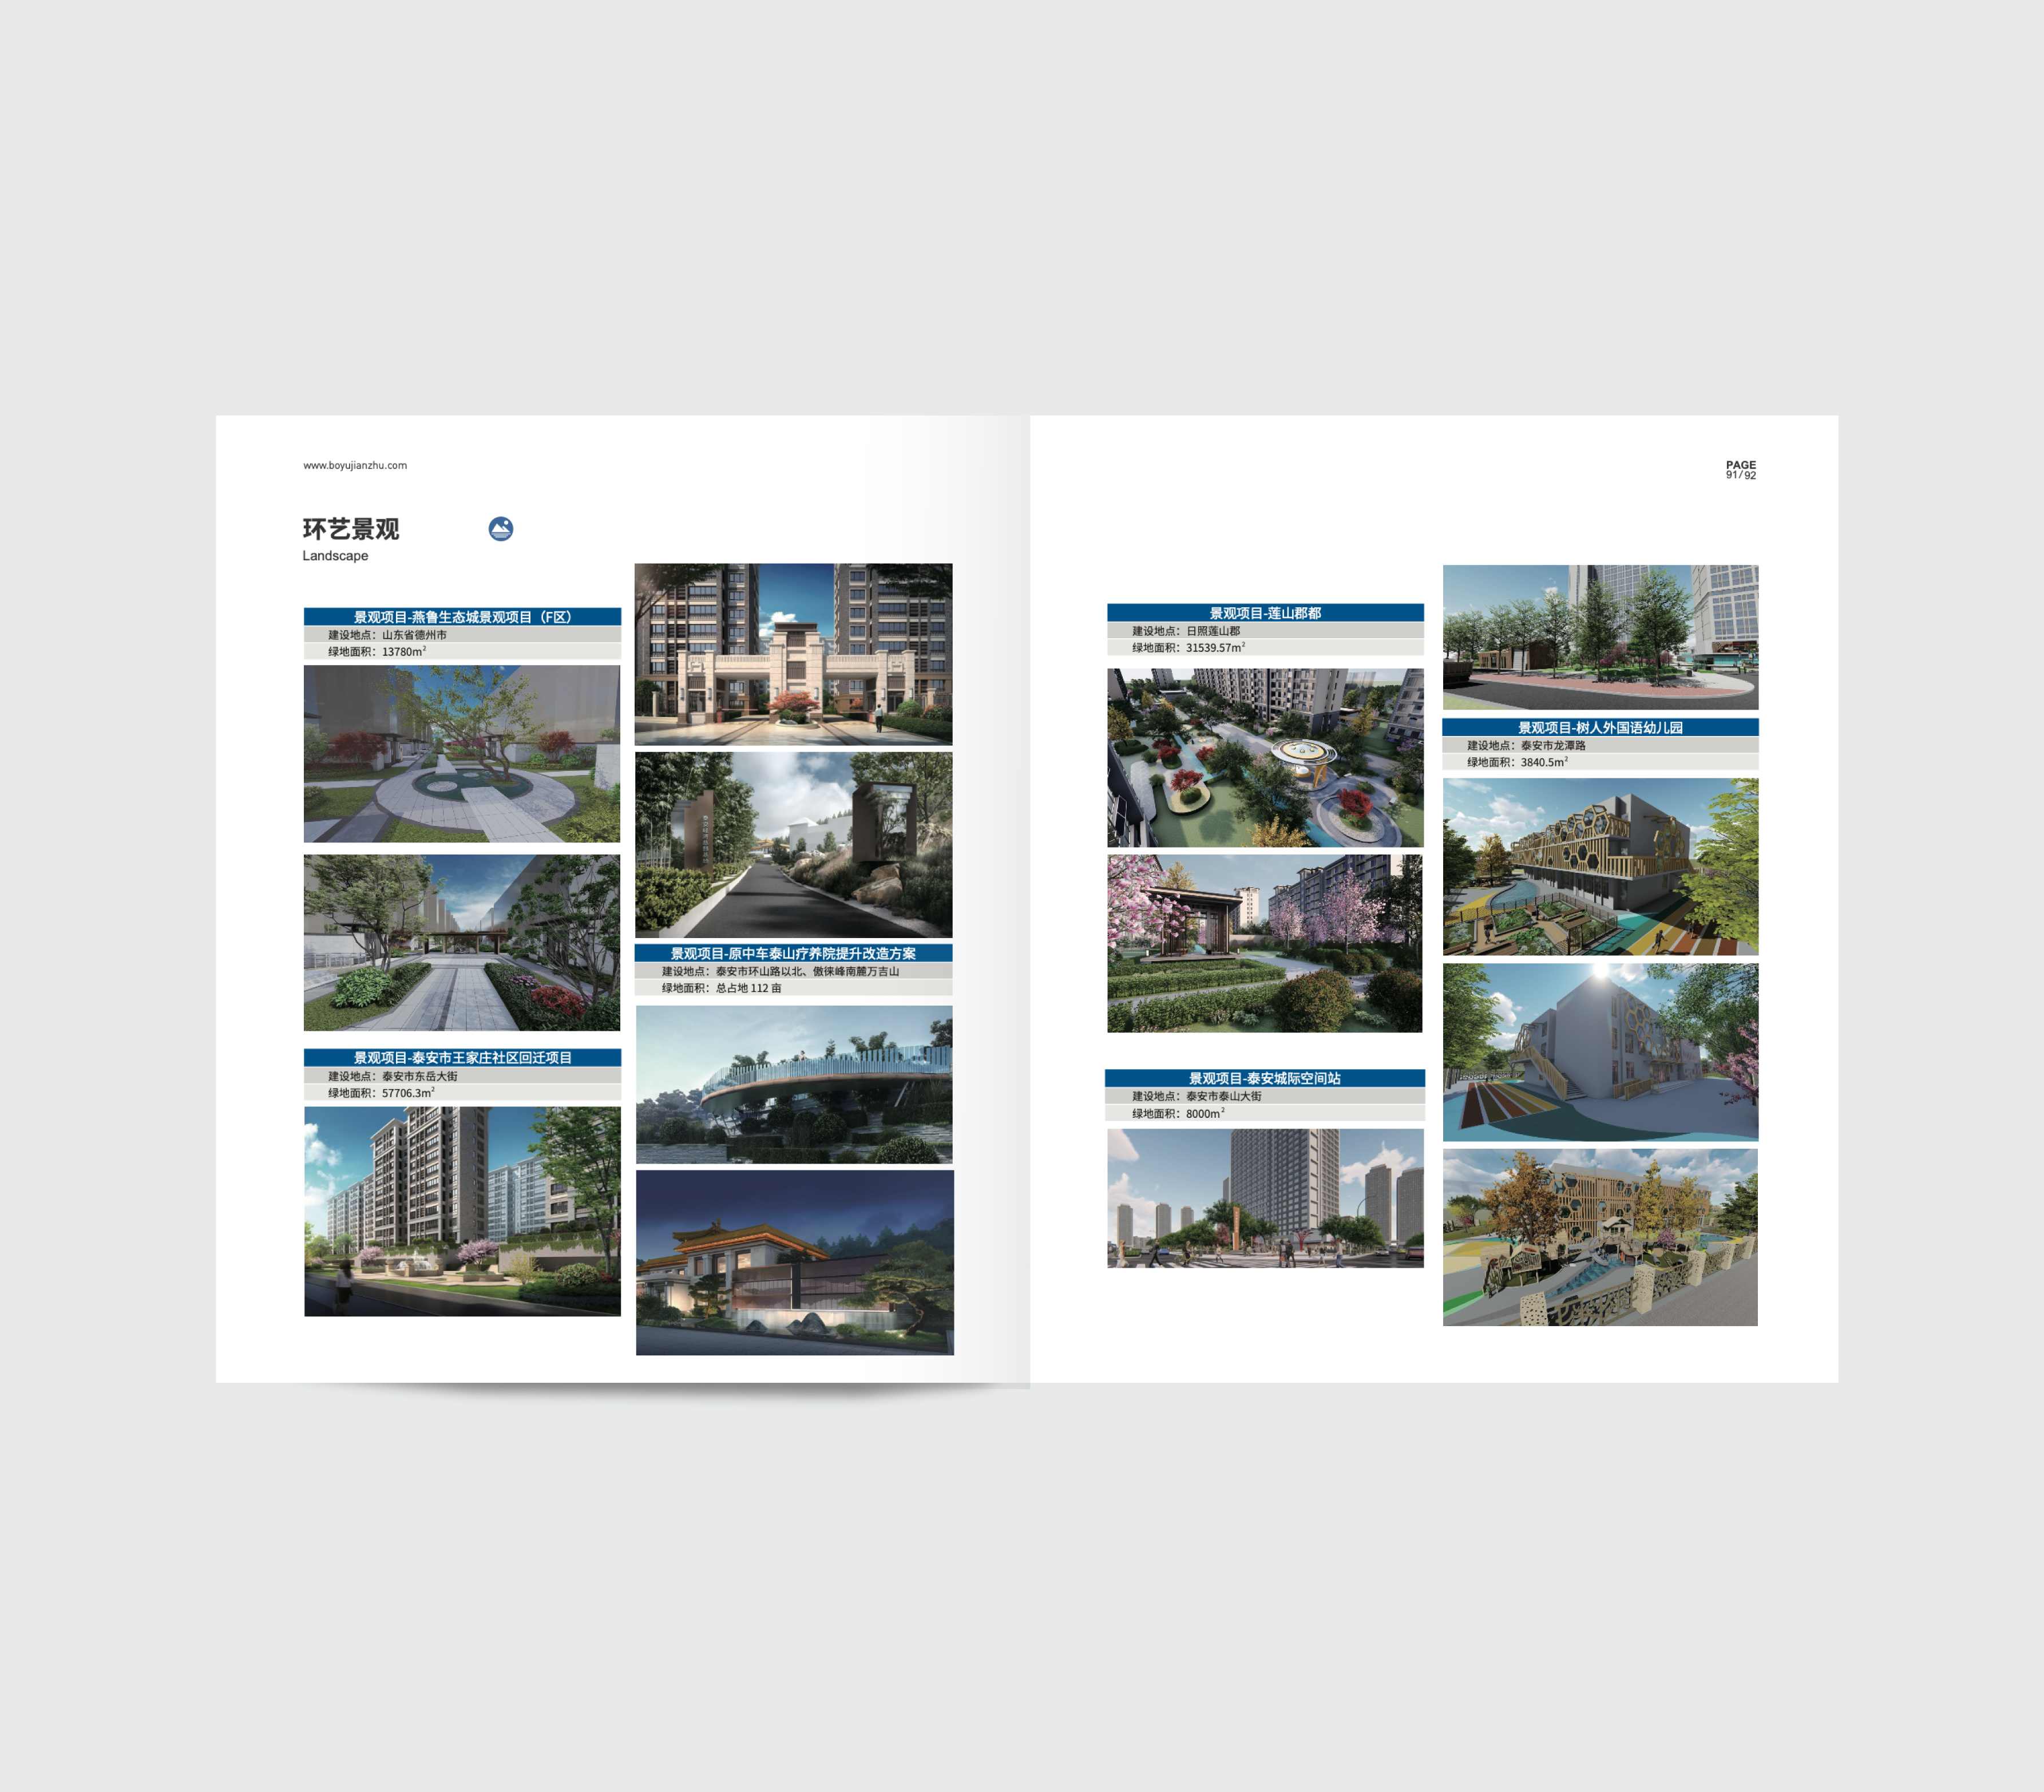 www.boyujianzhu.com
环艺景观
Landscape
景观项目-燕鲁生态城景观项目（F区）
建设地点：山东省德州市
绿地面积：13780m²
景观项目-泰安市王家庄社区回迁项目
建设地点：泰安市东岳大街
绿地面积：57706.3m²
景观项目-原中车泰山疗养院提升改造方案
建设地点：泰安市环山路以北、傲徕峰南麓万吉山
绿地面积：总占地 112 亩
PAGE
91/92
景观项目-莲山郡都
建设地点：日照莲山郡
绿地面积：31539.57m²
景观项目-泰安城际空间站
建设地点：泰安市泰山大街
绿地面积：8000m²
景观项目-树人外国语幼儿园
建设地点：泰安市龙潭路
绿地面积：3840.5m²